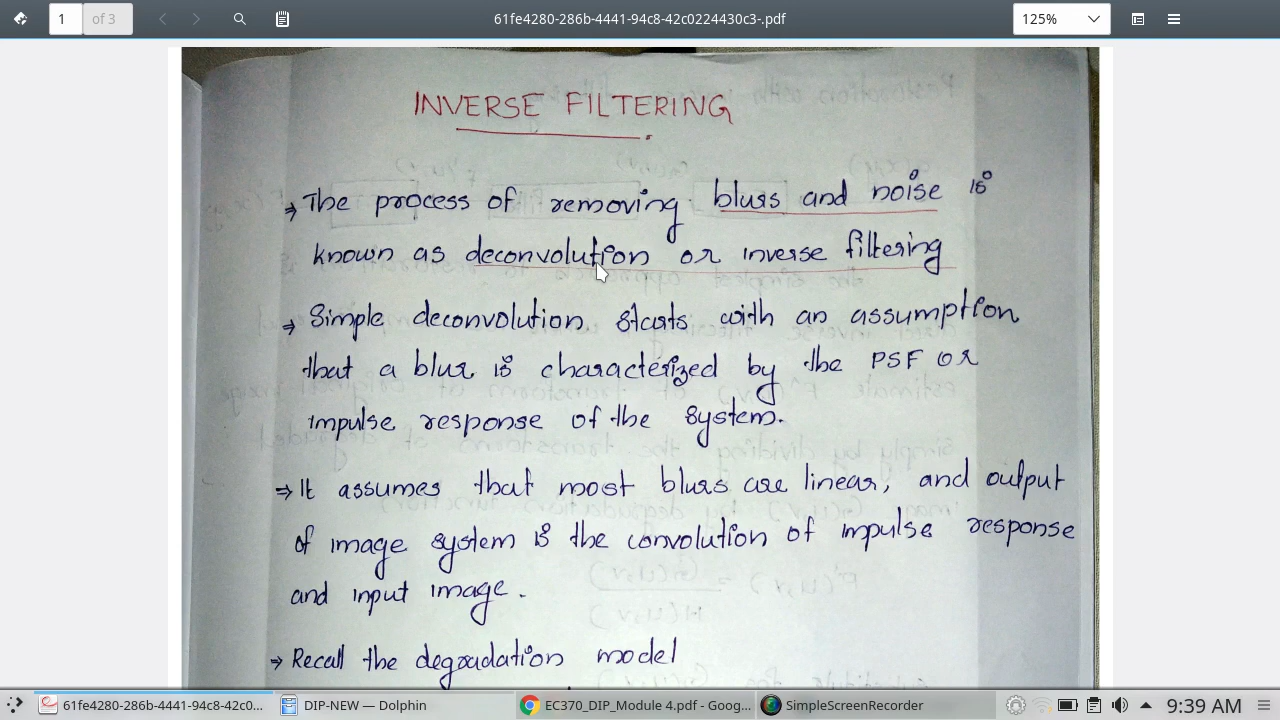 1 of 3
61fe4280-286b-4441-94c8-42c0224430c3-.pdf
125%
INVERSE FILTERING
⇒ The process of removing blurs and noise is
known as deconvolution or inverse filtering
⇒ Simple deconvolution starts with an assumption
that a blur is characterized by the PSF or
impulse response of the system.
⇒ It assumes that most blurs are linear, and output
of image system is the convolution of impulse response
and input image.
⇒ Recall the degradation model
61fe4280-286b-4441-94c8-42c0... DIP-NEW — Dolphin EC370_DIP_Module 4.pdf - Goog... SimpleScreenRecorder 9:39 AM